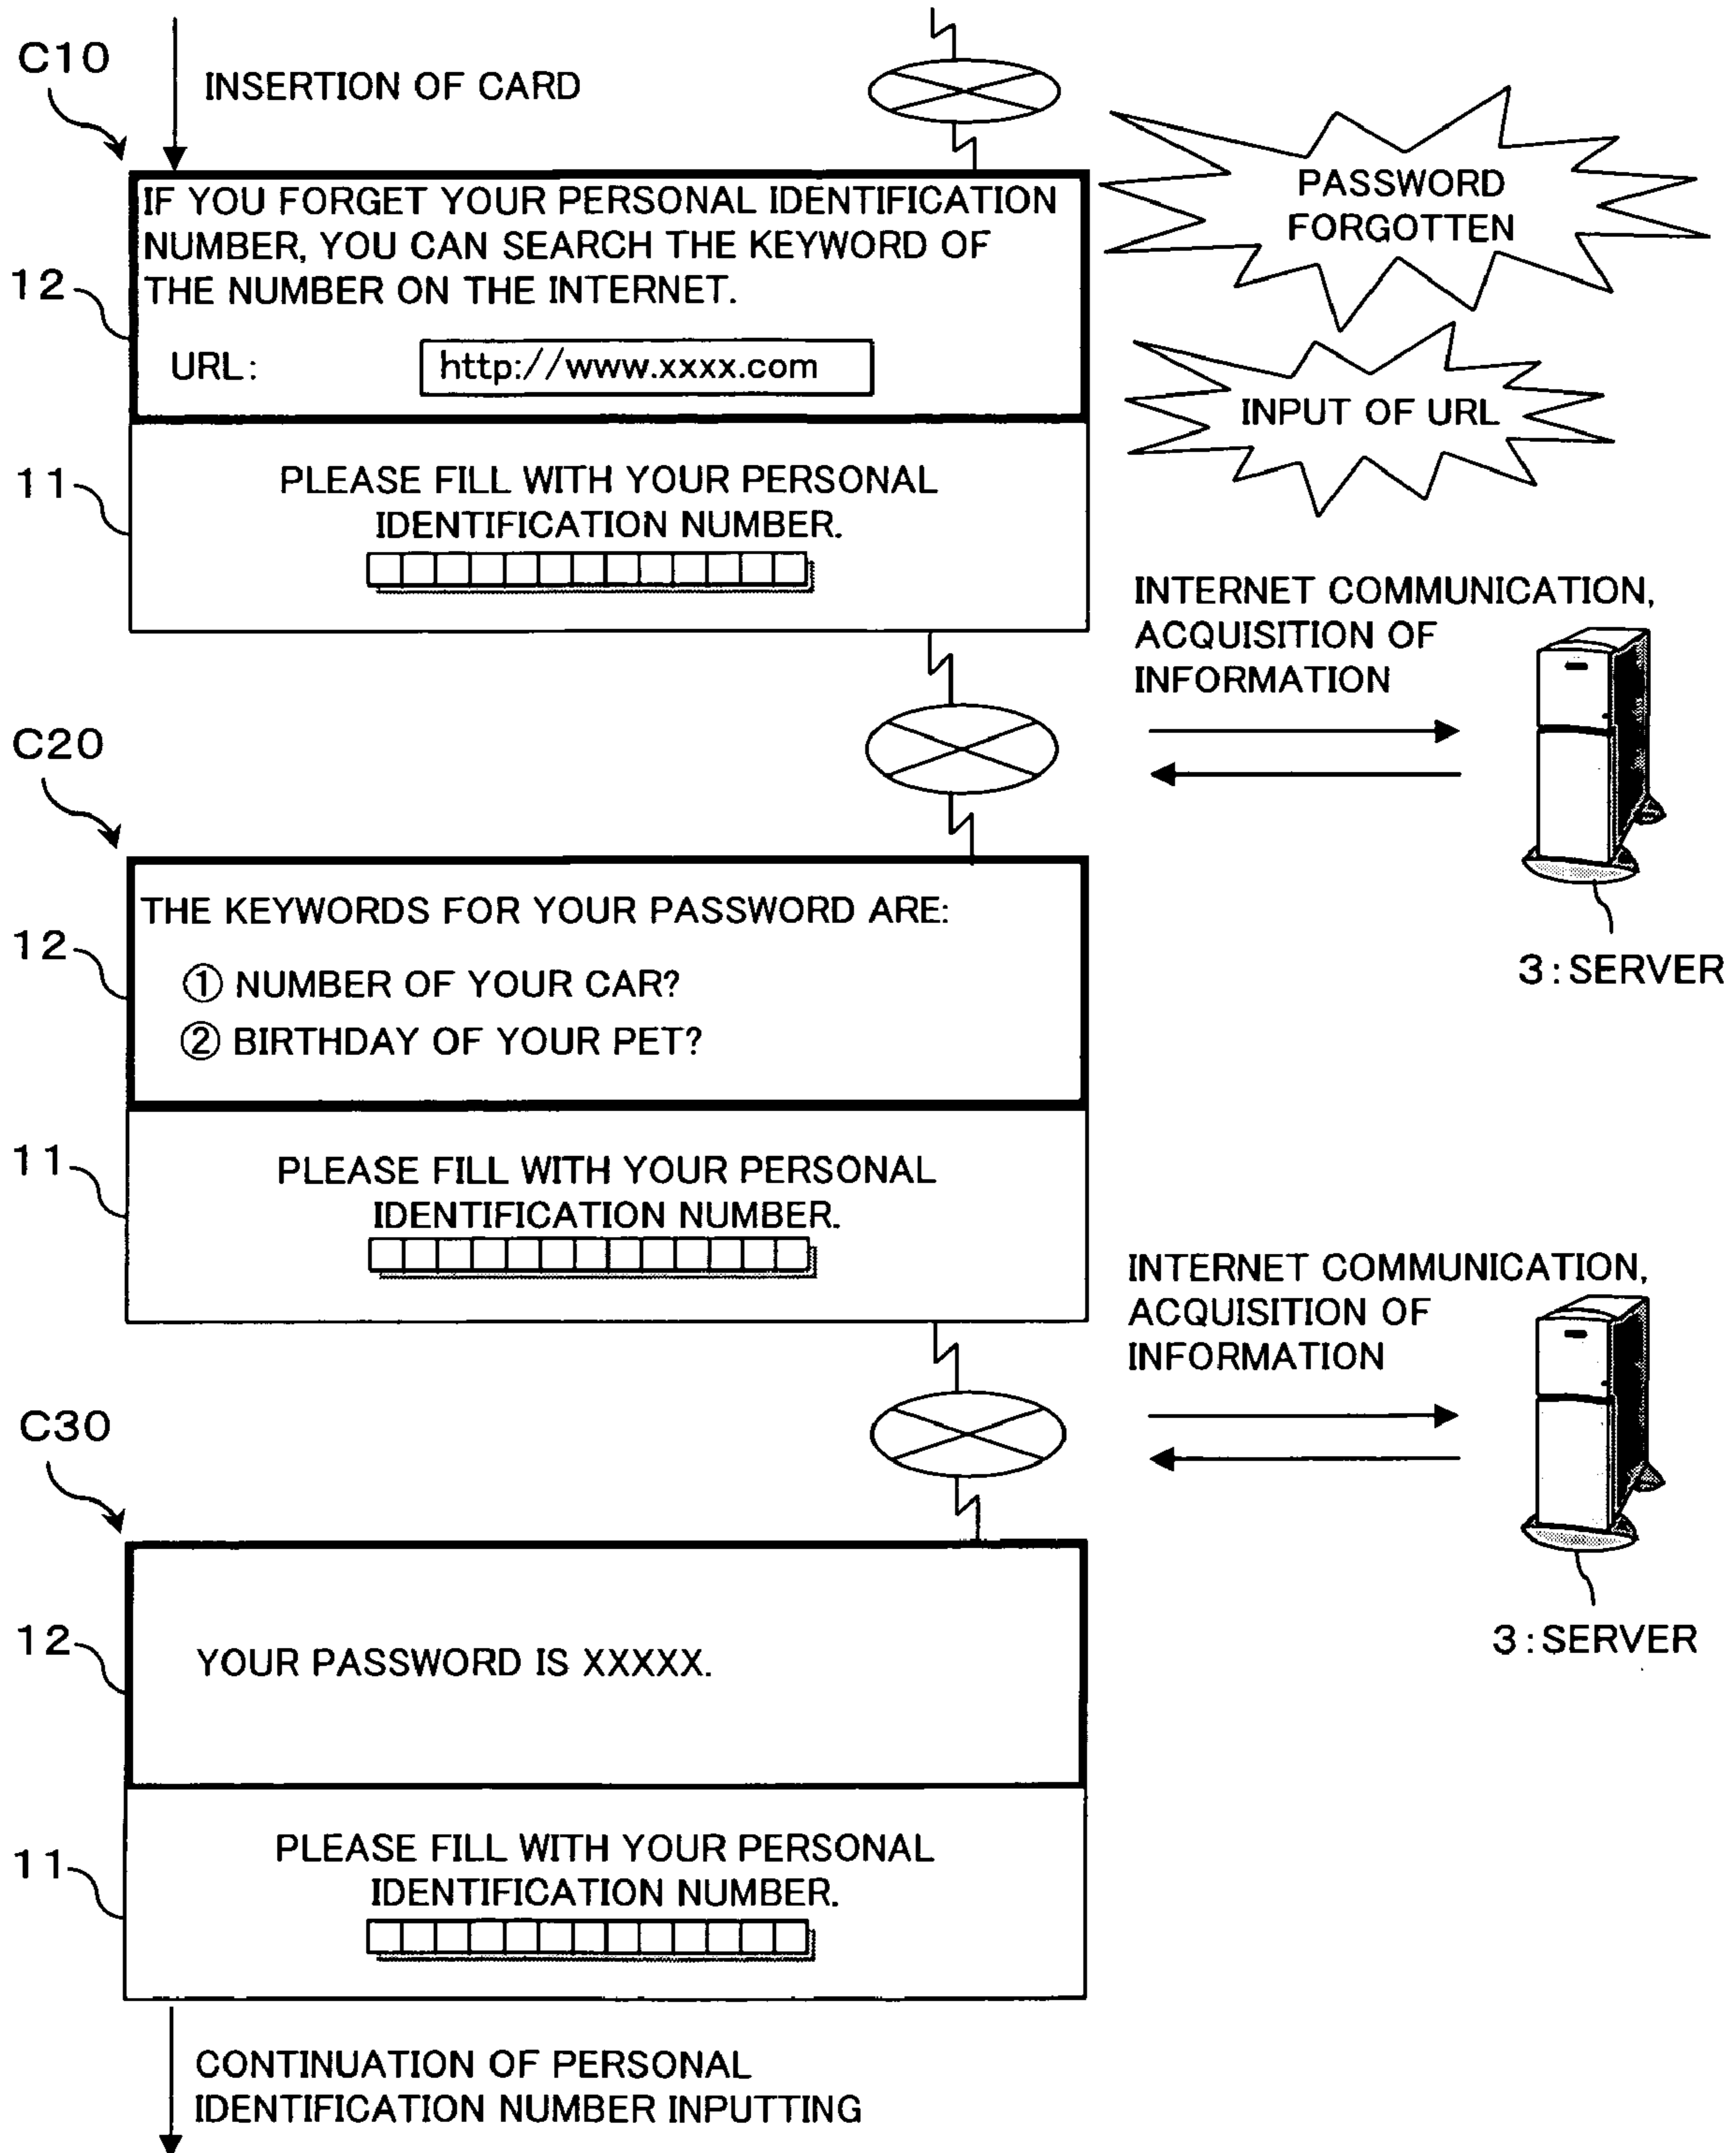 C10
INSERTION OF CARD
IF YOU FORGET YOUR PERSONAL IDENTIFICATION
NUMBER, YOU CAN SEARCH THE KEYWORD OF
THE NUMBER ON THE INTERNET.
12
URL:
http://www.xxxx.com
PASSWORD
FORGOTTEN
INPUT OF URL
11
PLEASE FILL WITH YOUR PERSONAL
IDENTIFICATION NUMBER.
INTERNET COMMUNICATION,
ACQUISITION OF
INFORMATION
3:SERVER
C20
THE KEYWORDS FOR YOUR PASSWORD ARE:
12
① NUMBER OF YOUR CAR?
② BIRTHDAY OF YOUR PET?
11
PLEASE FILL WITH YOUR PERSONAL
IDENTIFICATION NUMBER.
INTERNET COMMUNICATION,
ACQUISITION OF
INFORMATION
3:SERVER
C30
12
YOUR PASSWORD IS XXXXX.
11
PLEASE FILL WITH YOUR PERSONAL
IDENTIFICATION NUMBER.
CONTINUATION OF PERSONAL
IDENTIFICATION NUMBER INPUTTING